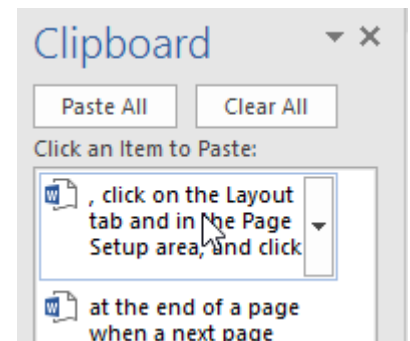 Clipboard
Paste All Clear All
Click an Item to Paste:
, click on the Layout
tab and in the Page
Setup area, and click
at the end of a page
when a next page